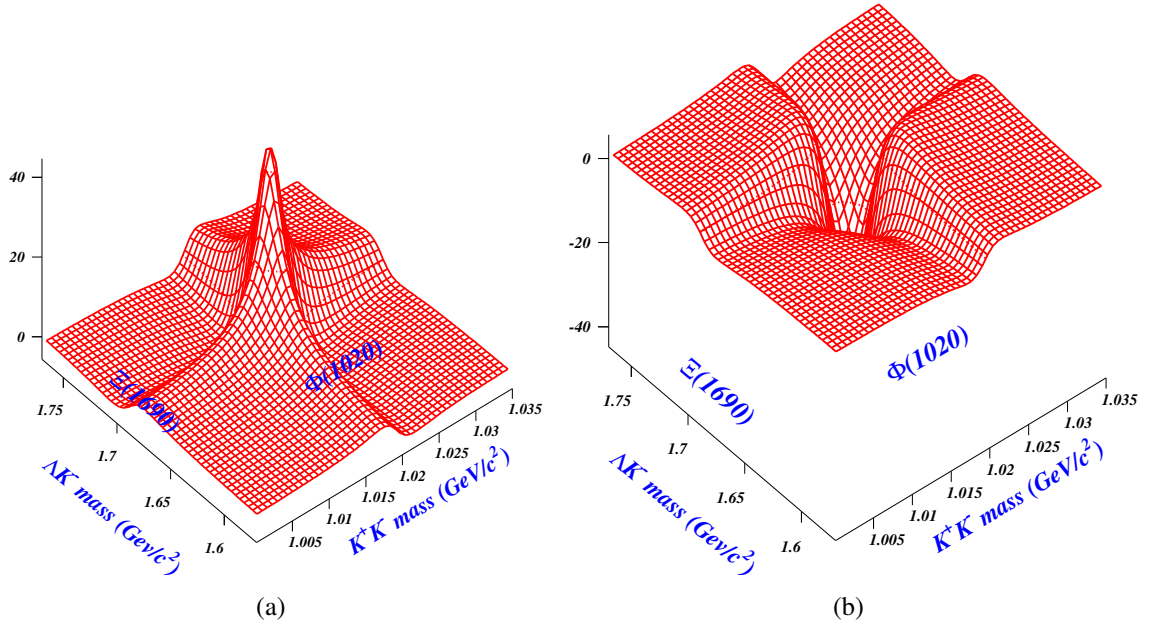 40
20
0
1.75
1.7
1.65
1.6
1.005
1.01
1.015
1.02
1.025
1.03
1.035
Ξ(1690)
Φ(1020)
ΛK⁻ mass (Gev/c²)
K⁺K⁻ mass (GeV/c²)
(a)
0
-20
-40
1.75
1.7
1.65
1.6
1.005
1.01
1.015
1.02
1.025
1.03
1.035
Ξ(1690)
Φ(1020)
ΛK⁻ mass (Gev/c²)
K⁺K⁻ mass (GeV/c²)
(b)